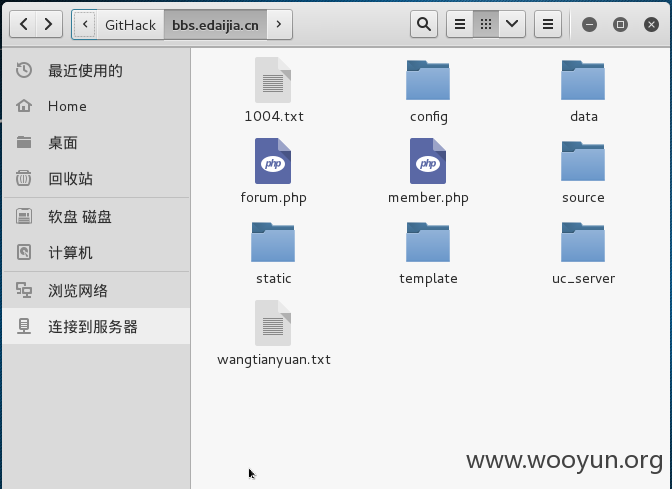 GitHack bbs.edaijia.cn
最近使用的
Home
桌面
回收站
软盘 磁盘
计算机
浏览网络
连接到服务器
1004.txt config data
php php
forum.php member.php source
static template uc_server
wangtianyuan.txt
www.wooyun.org